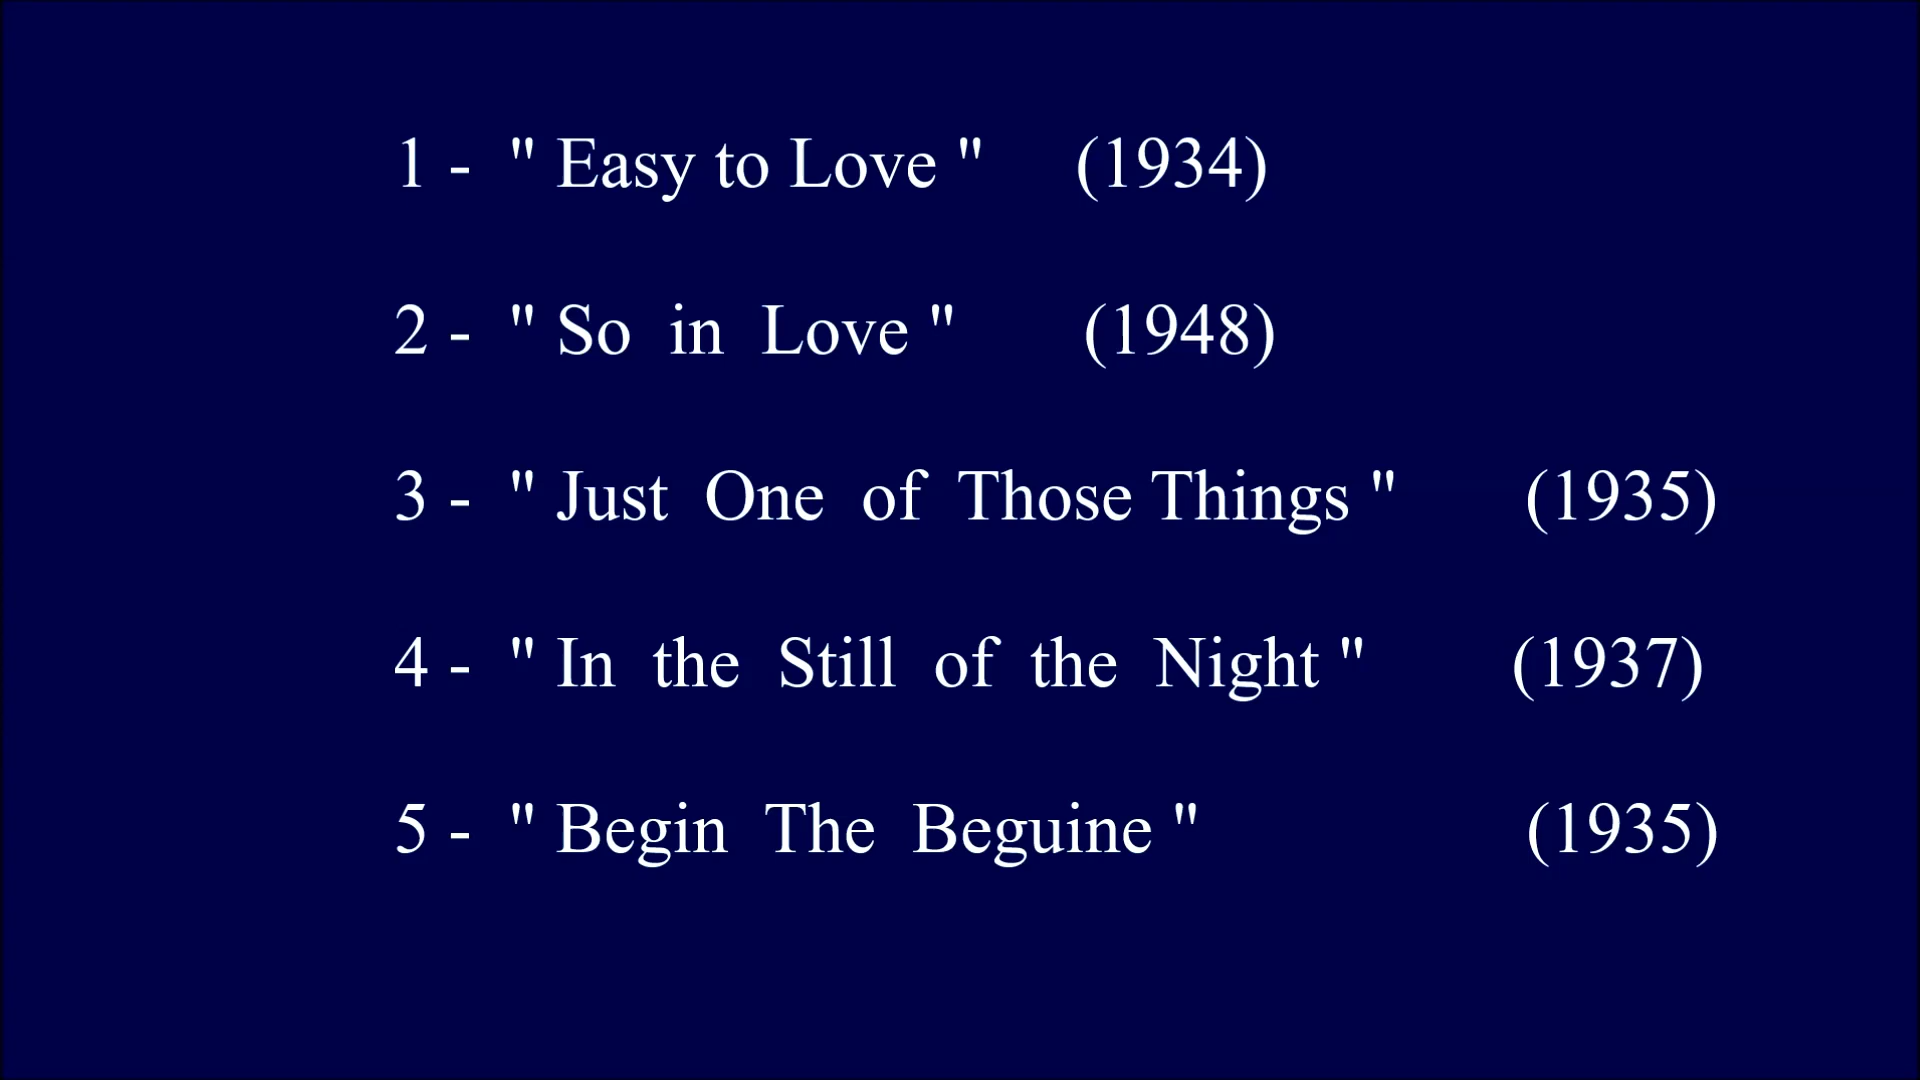 1 - " Easy to Love " (1934)
2 - " So in Love " (1948)
3 - " Just One of Those Things " (1935)
4 - " In the Still of the Night " (1937)
5 - " Begin The Beguine " (1935)